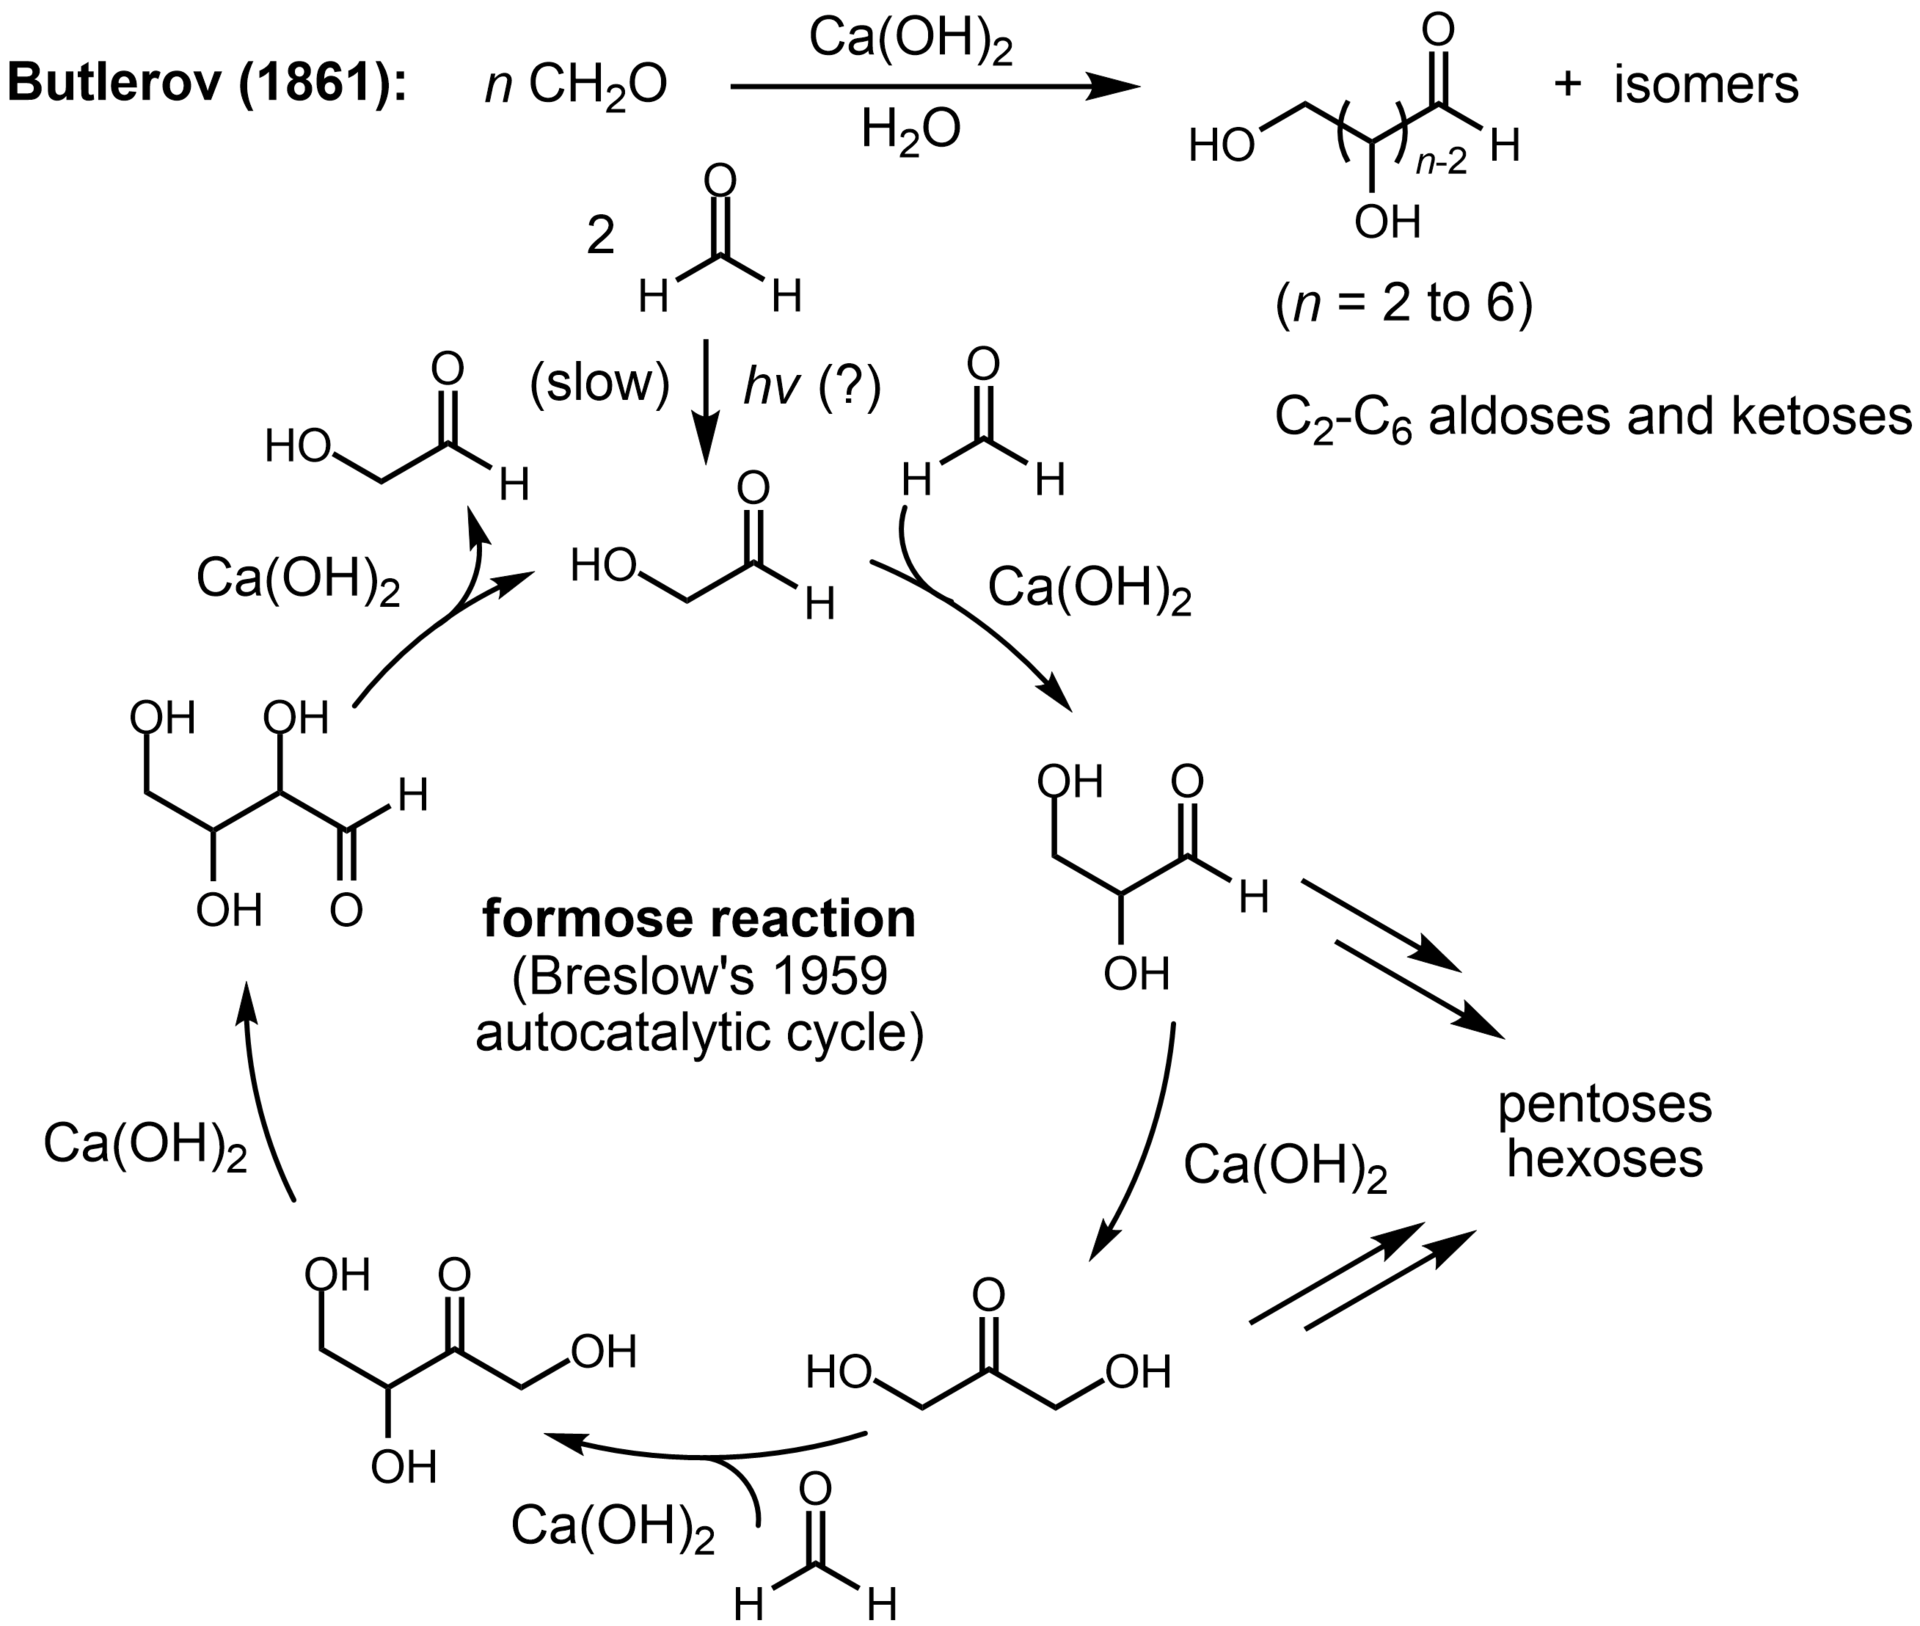 Butlerov (1861): n CH₂O
Ca(OH)₂
H₂O
HO
O
H
n-2
OH
+ isomers
(n = 2 to 6)
C₂-C₆ aldoses and ketoses
2
O
H
H
(slow)
hv (?)
O
HO
H
O
H
H
Ca(OH)₂
HO
O
H
Ca(OH)₂
OH
OH
H
OH
O
OH
O
H
OH
formose reaction
(Breslow's 1959
autocatalytic cycle)
pentoses
hexoses
Ca(OH)₂
Ca(OH)₂
OH
O
OH
OH
O
HO
OH
Ca(OH)₂
O
H
H